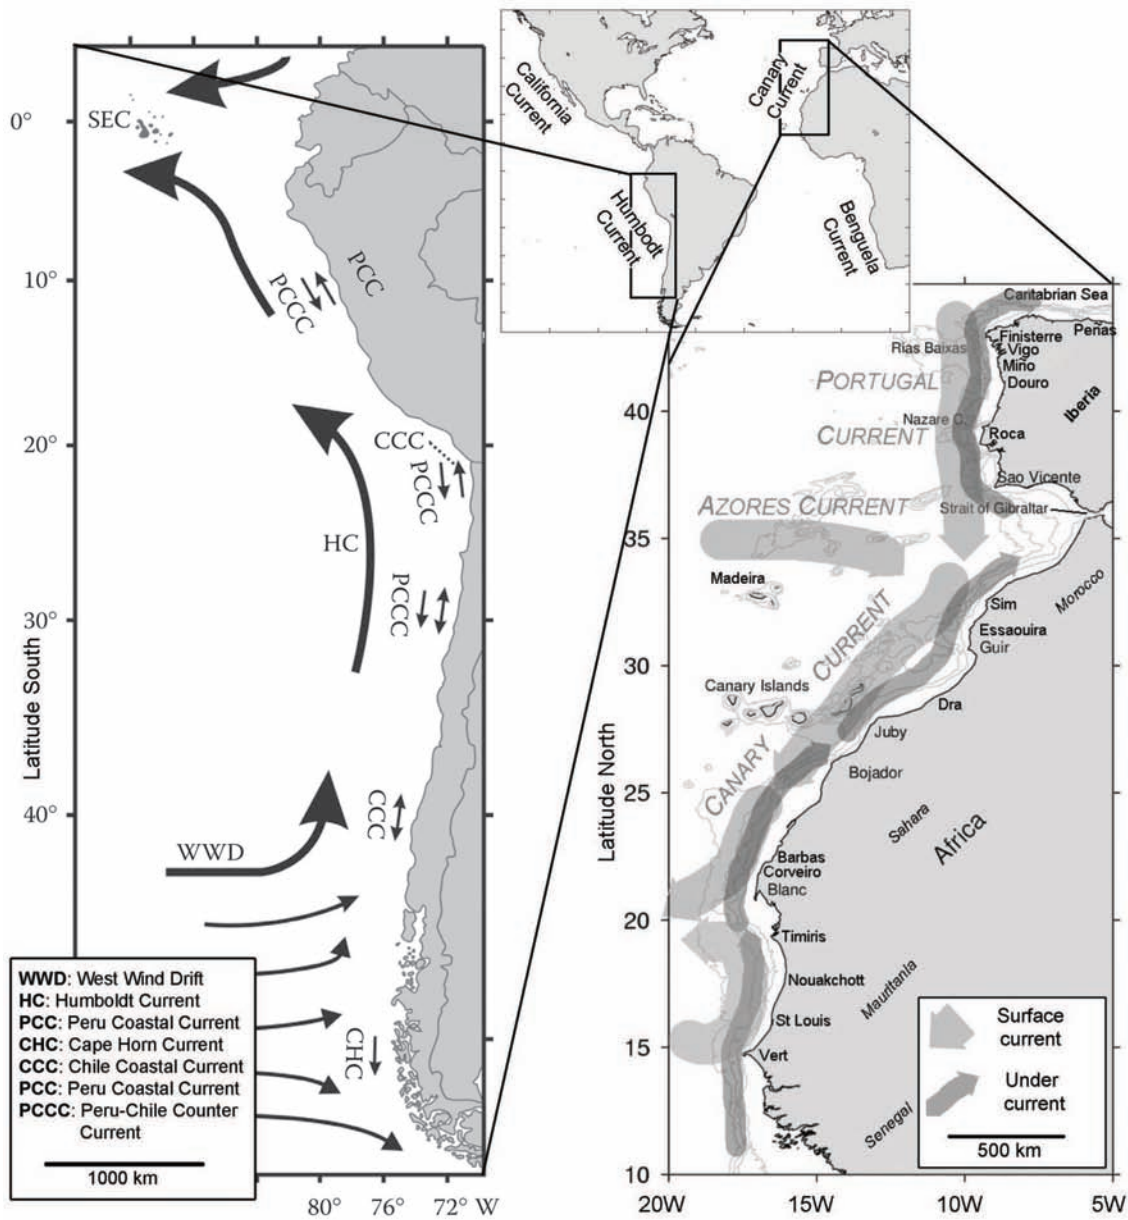 California
Current
Canary
Current
Humbodt
Current
Benguela
Current
0°
10°
20°
30°
40°
Latitude South
SEC
PCC
PCCC
CCC
PCCC
HC
PCCC
CCC
WWD
CHC
WWD: West Wind Drift
HC: Humboldt Current
PCC: Peru Coastal Current
CHC: Cape Horn Current
CCC: Chile Coastal Current
PCC: Peru Coastal Current
PCCC: Peru-Chile Counter
Current
1000 km
80°
76°
72°
W
Cantabrian Sea
Penas
Finisterre
Rias Baixas
Vigo
Mino
Douro
PORTUGAL
CURRENT
Iberia
Nazare C.
Roca
Sao Vicente
Strait of Gibraltar
AZORES CURRENT
Madeira
Morocco
Sim
Essaouira
Guir
CANARY CURRENT
Canary Islands
Dra
Juby
Bojador
Sahara
Africa
Barbas
Corveiro
Blanc
Timiris
Nouakchott
Mauritania
St Louis
Vert
Senegal
Surface
current
Under
current
500 km
Latitude North
40
35
30
25
20
15
10
20W
15W
10W
5W